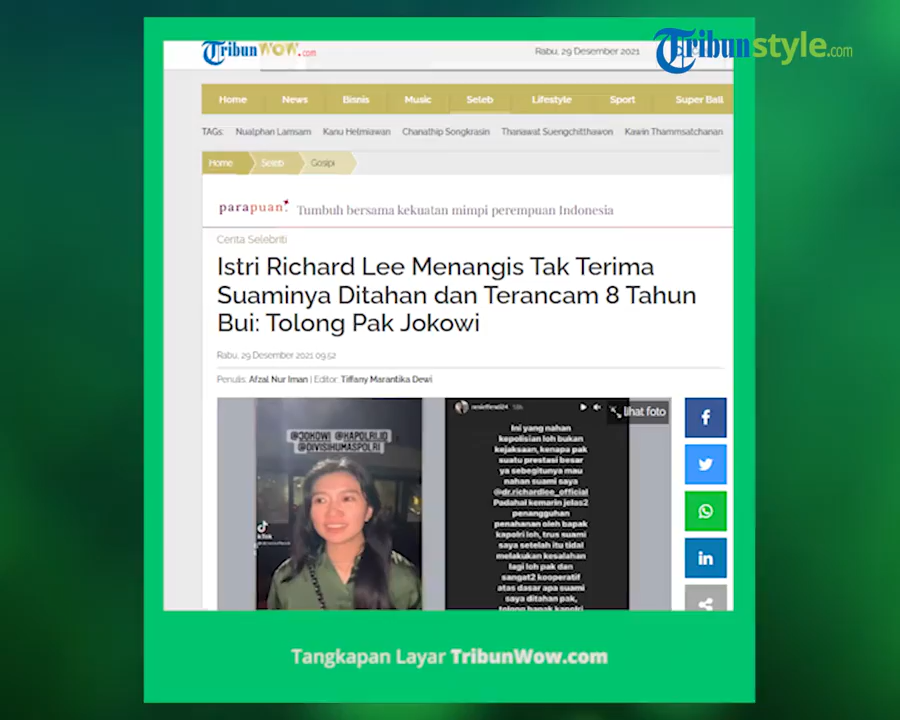 TribunWOW.com
Rabu, 29 Desember 2021
Tribunstyle.com
Home News Bisnis Music Seleb Lifestyle Sport Super Ball
TAGs: Nualphan Lamsam Kanu Helmiawan Chanathip Songkrasin Thanawat Suengchitthawon Kawin Thammsatchanan
Home Seleb Gosipi
parapuan. Tumbuh bersama kekuatan mimpi perempuan Indonesia
Cerita Selebriti
Istri Richard Lee Menangis Tak Terima
Suaminya Ditahan dan Terancam 8 Tahun
Bui: Tolong Pak Jokowi
Rabu, 29 Desember 2021 09:52
Penulis: Afzal Nur Iman | Editor: Tiffany Marantika Dewi
@JOKOWI @KAPOLRI.ID
@DIVISIHUMASPOLRI
lihat foto
Ini yang nahan
kepolisian loh bukan
kejaksaan, kenapa pak
suatu prestasi besar
ya sebegitunya mau
nahan suami saya
@dr.richardlee_official
Padahal kemarin jelas2
penangguhan
penahanan oleh bapak
kapolri loh, trus suami
saya setelah itu tidal
melakukan kesalahan
lagi loh pak dan
sangat2 kooperatif
atas dasar apa suami
saya ditahan pak,
tolong bapak kapolri
Tangkapan Layar TribunWow.com